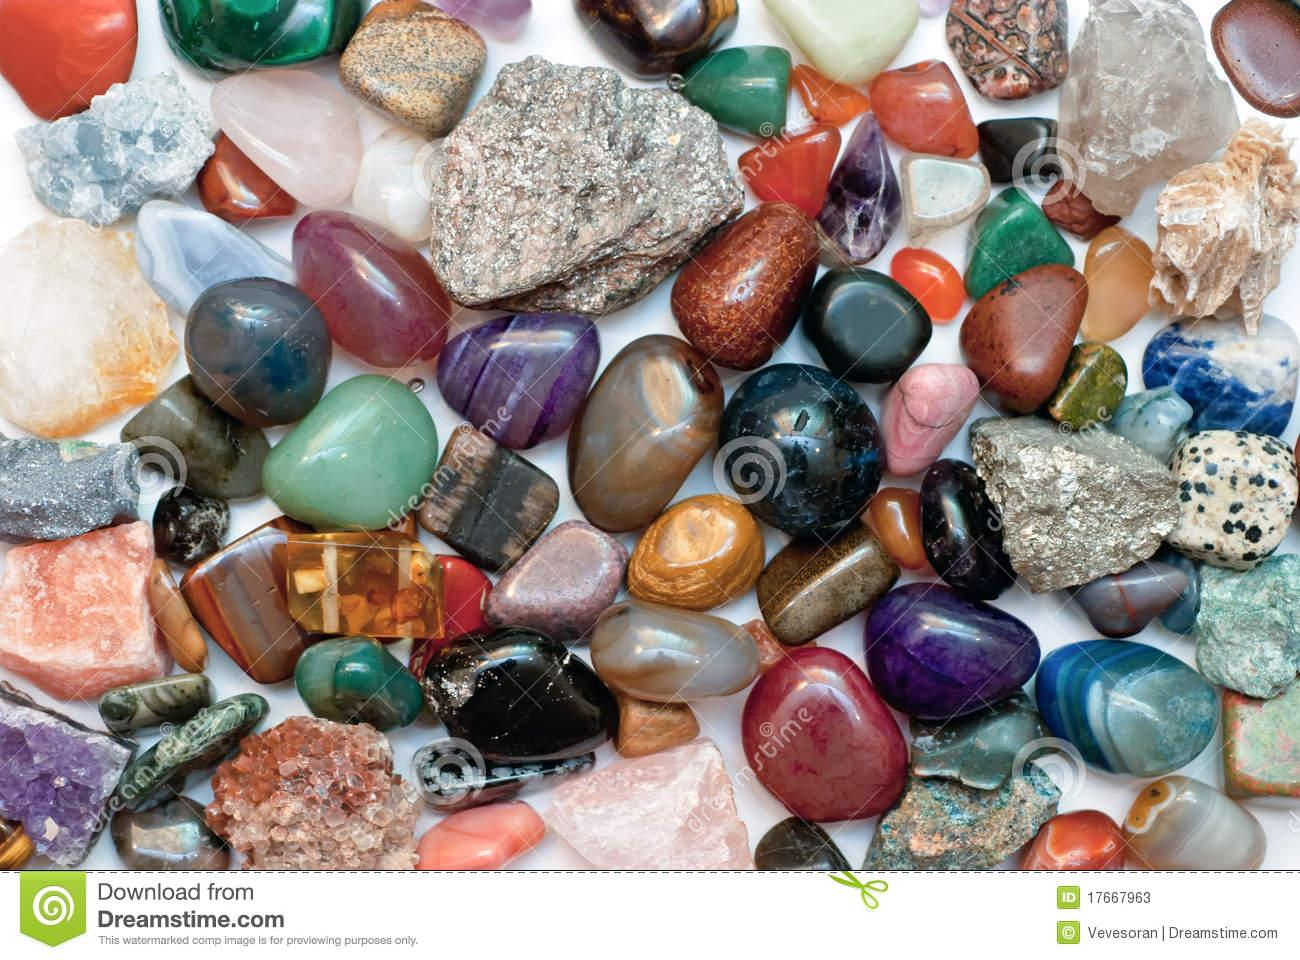 Download from
Dreamstime.com
This watermarked comp image is for previewing purposes only.
ID 17667963
© Vevesoran | Dreamstime.com